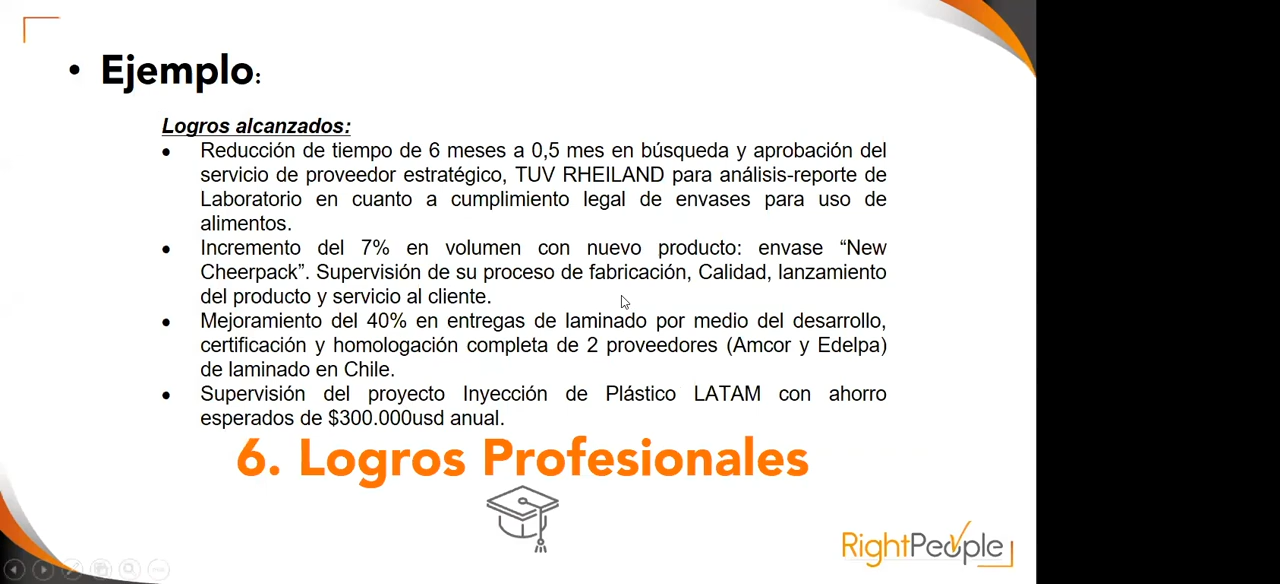 • Ejemplo:
Logros alcanzados:
• Reducción de tiempo de 6 meses a 0,5 mes en búsqueda y aprobación del
servicio de proveedor estratégico, TUV RHEILAND para análisis-reporte de
Laboratorio en cuanto a cumplimiento legal de envases para uso de
alimentos.
• Incremento del 7% en volumen con nuevo producto: envase “New
Cheerpack”. Supervisión de su proceso de fabricación, Calidad, lanzamiento
del producto y servicio al cliente.
• Mejoramiento del 40% en entregas de laminado por medio del desarrollo,
certificación y homologación completa de 2 proveedores (Amcor y Edelpa)
de laminado en Chile.
• Supervisión del proyecto Inyección de Plástico LATAM con ahorro
esperados de $300.000usd anual.
6. Logros Profesionales
RightPeople